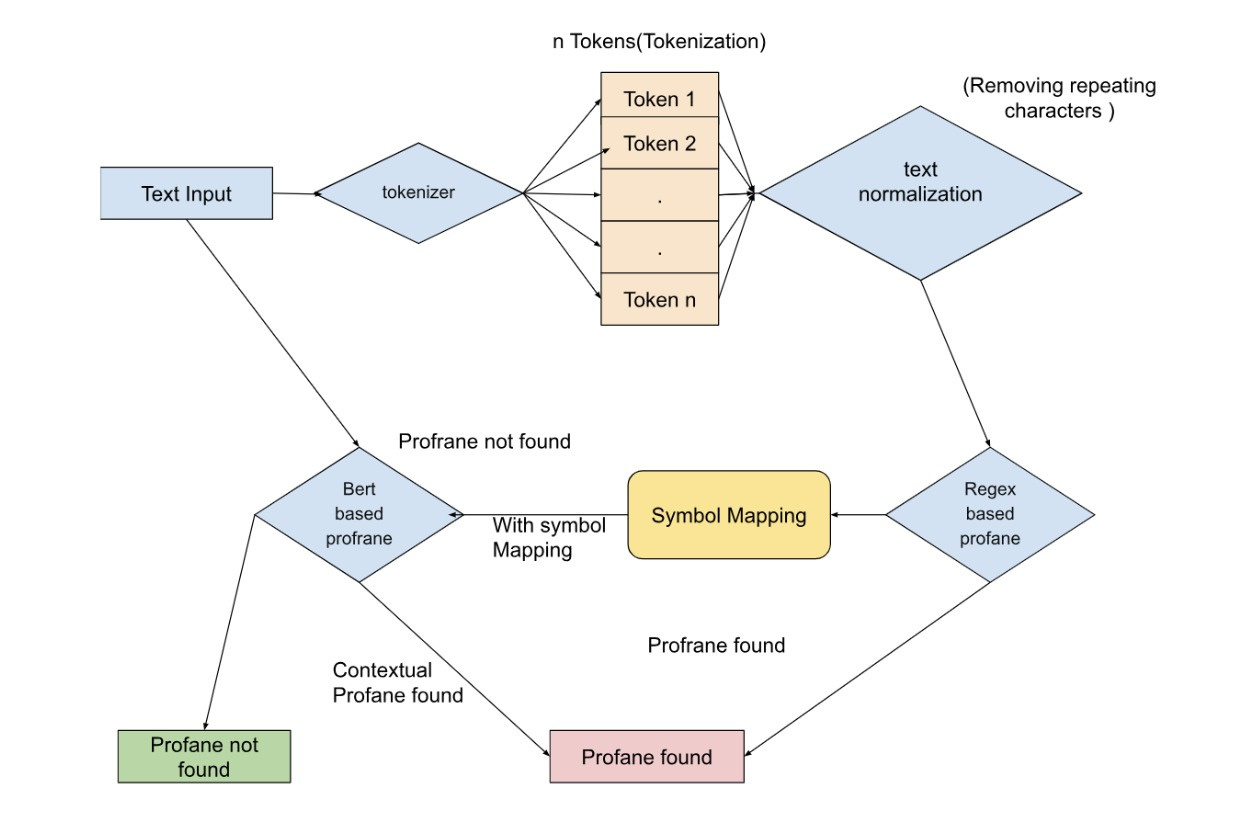 n Tokens(Tokenization)
(Removing repeating
characters )
Token 1
Token 2
.
.
Token n
Text Input
tokenizer
text
normalization
Profrane not found
Bert
based
profrane
With symbol
Mapping
Symbol Mapping
Regex
based
profane
Profrane found
Contextual
Profane found
Profane not
found
Profane found